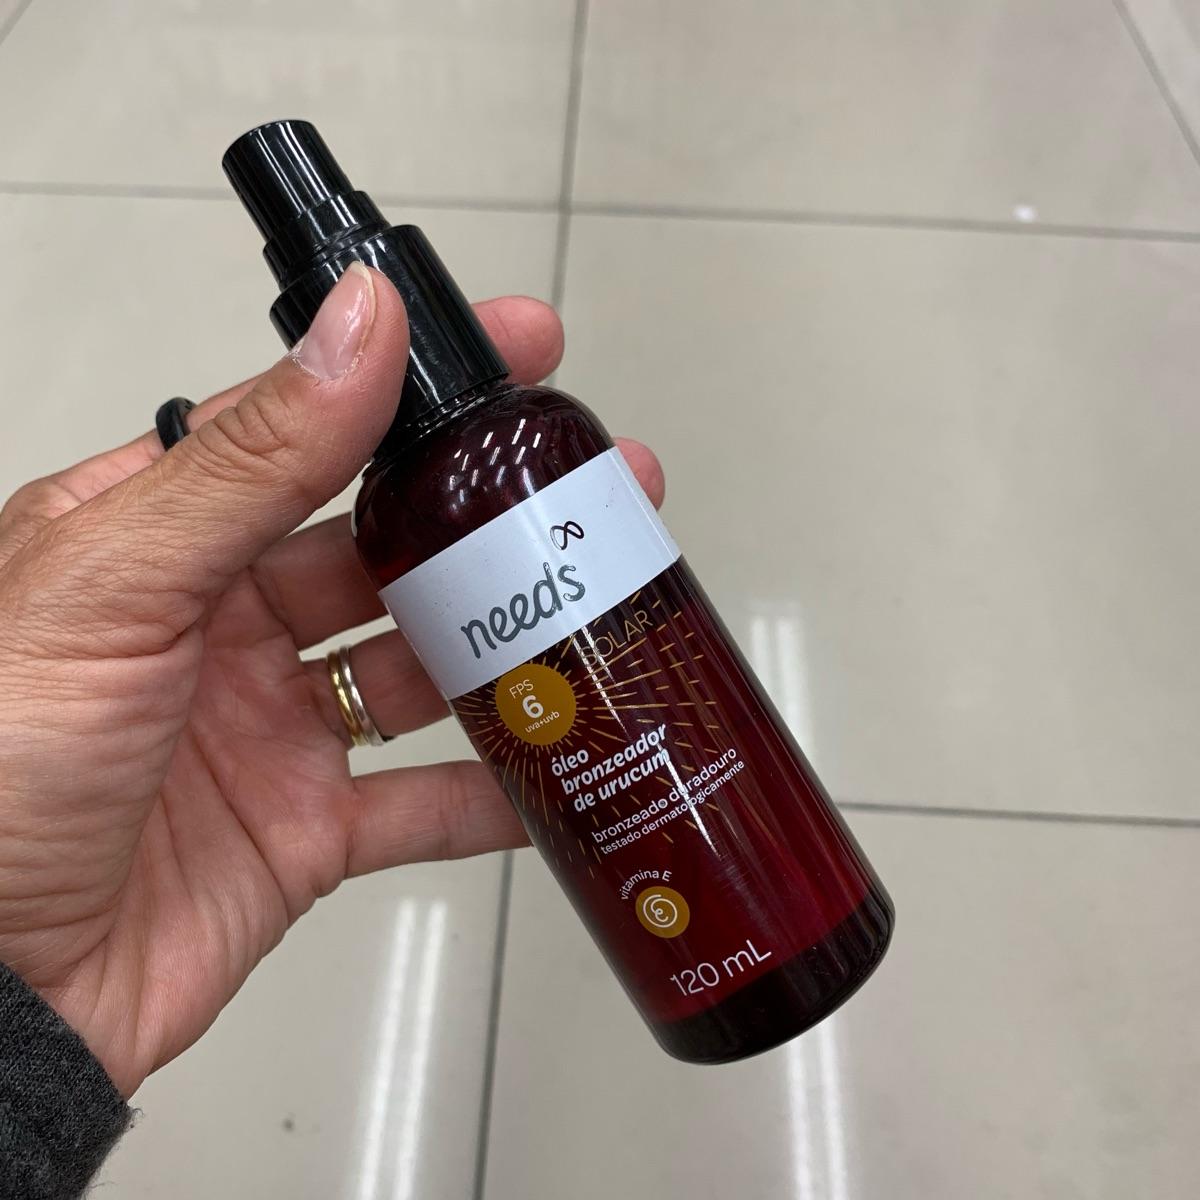 needs
SOLAR
FPS
6
uva+uvb
óleo
bronzeador
de urucum
bronzeado duradouro
testado dermatologicamente
vitamina E
120 mL